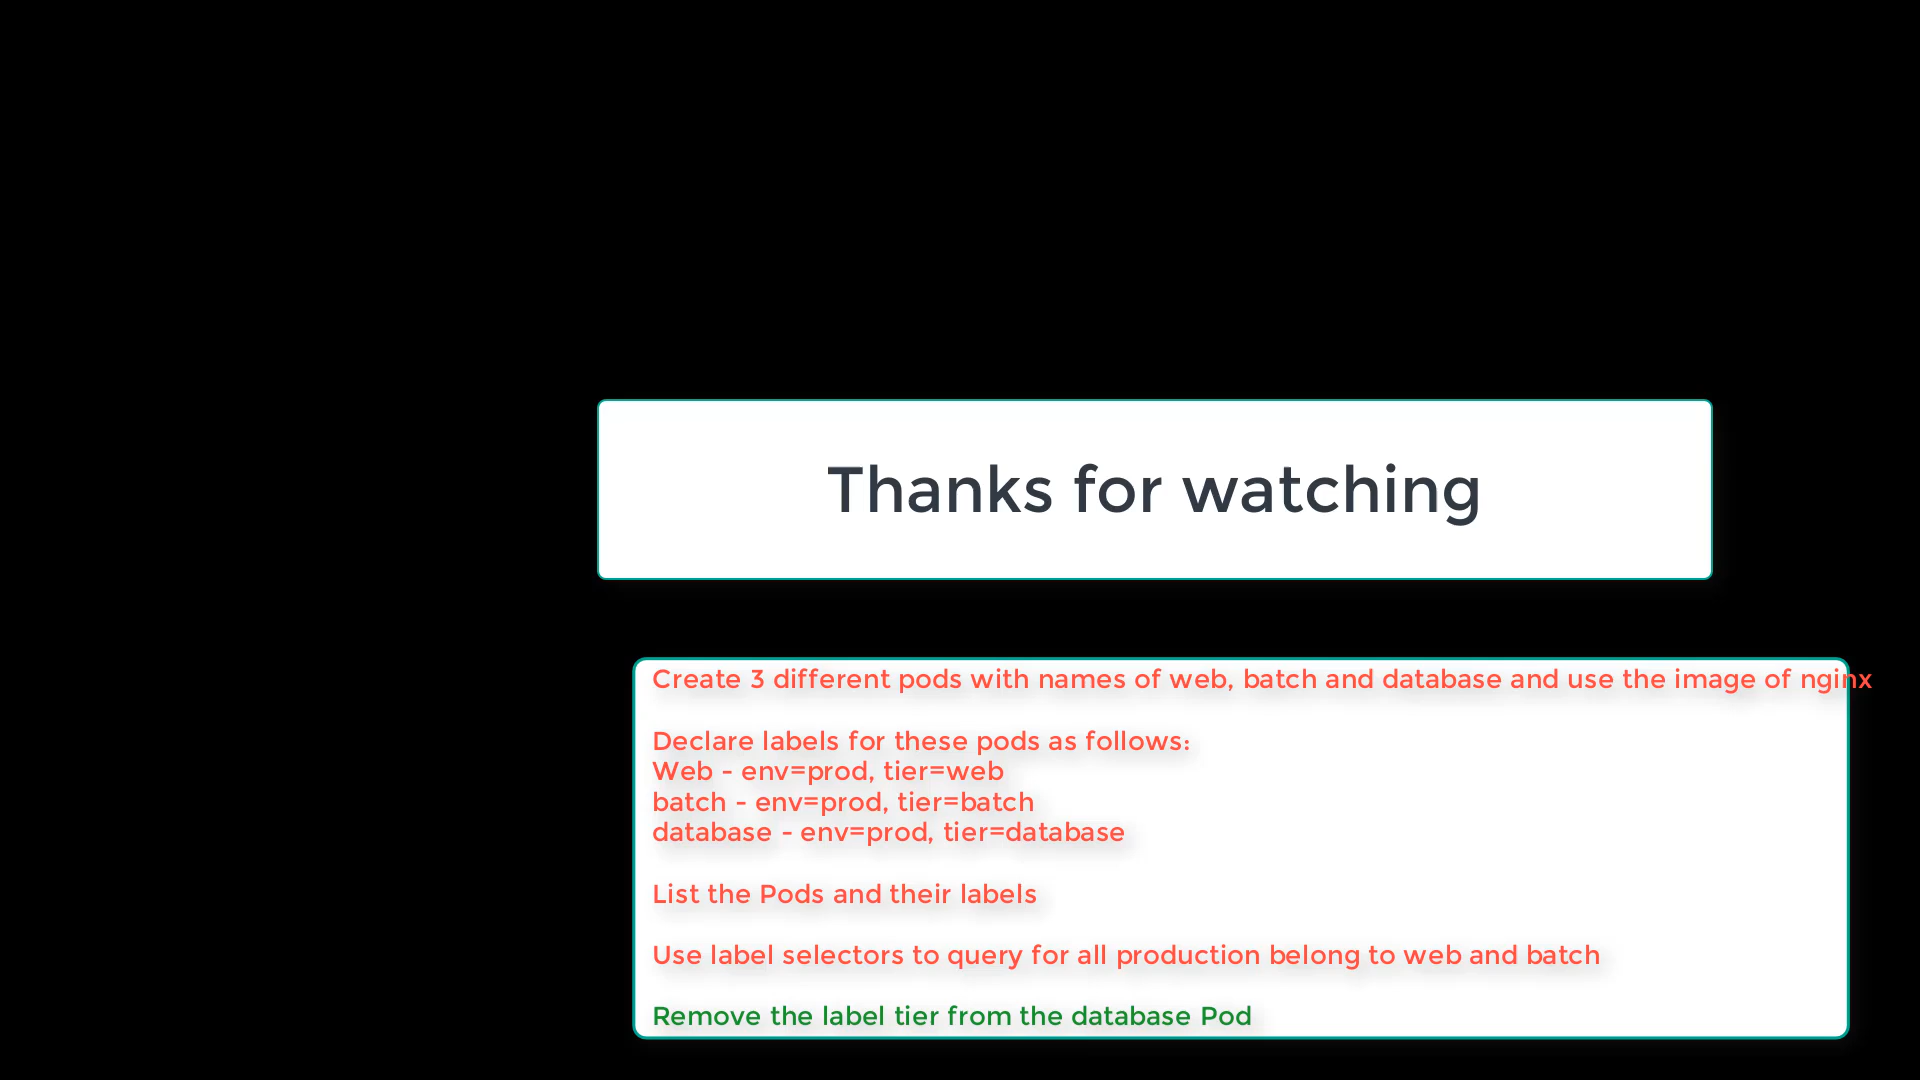 Thanks for watching
Create 3 different pods with names of web, batch and database and use the image of nginx
Declare labels for these pods as follows:
Web - env=prod, tier=web
batch - env=prod, tier=batch
database - env=prod, tier=database
List the Pods and their labels
Use label selectors to query for all production belong to web and batch
Remove the label tier from the database Pod